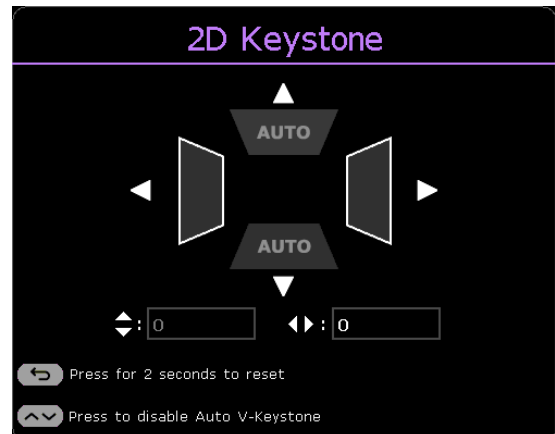 2D Keystone
AUTO
AUTO
: 0 : 0
Press for 2 seconds to reset
Press to disable Auto V-Keystone